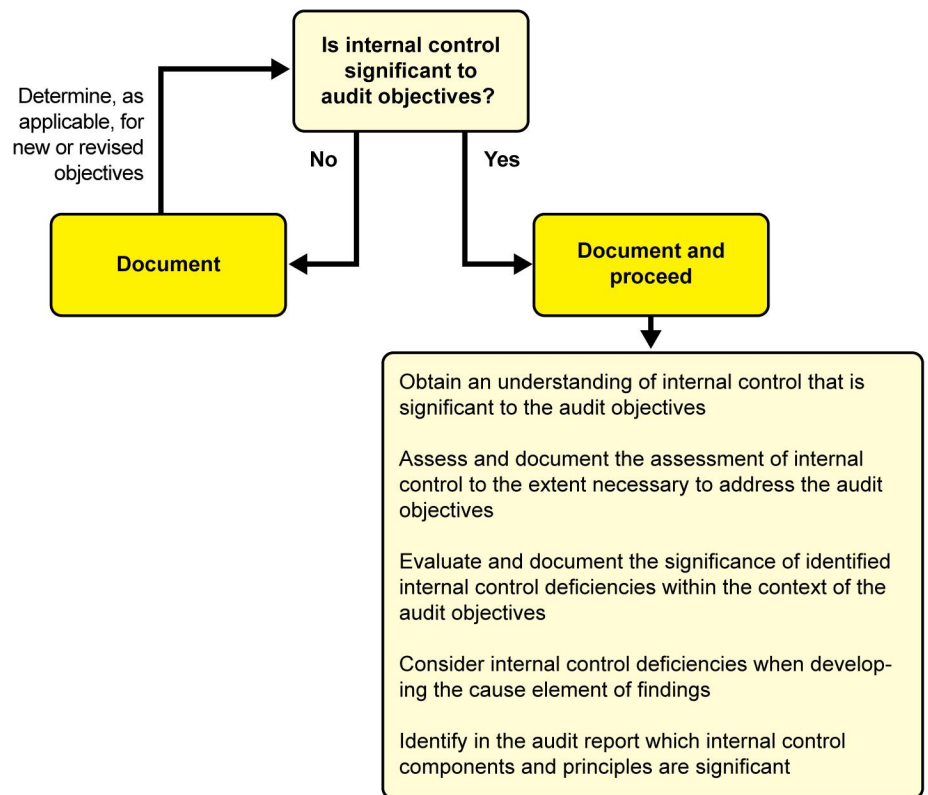 Is internal control
significant to
audit objectives?
Determine, as
applicable, for
new or revised
objectives
No
Yes
Document
Document and
proceed
Obtain an understanding of internal control that is
significant to the audit objectives
Assess and document the assessment of internal
control to the extent necessary to address the audit
objectives
Evaluate and document the significance of identified
internal control deficiencies within the context of the
audit objectives
Consider internal control deficiencies when develop-
ing the cause element of findings
Identify in the audit report which internal control
components and principles are significant